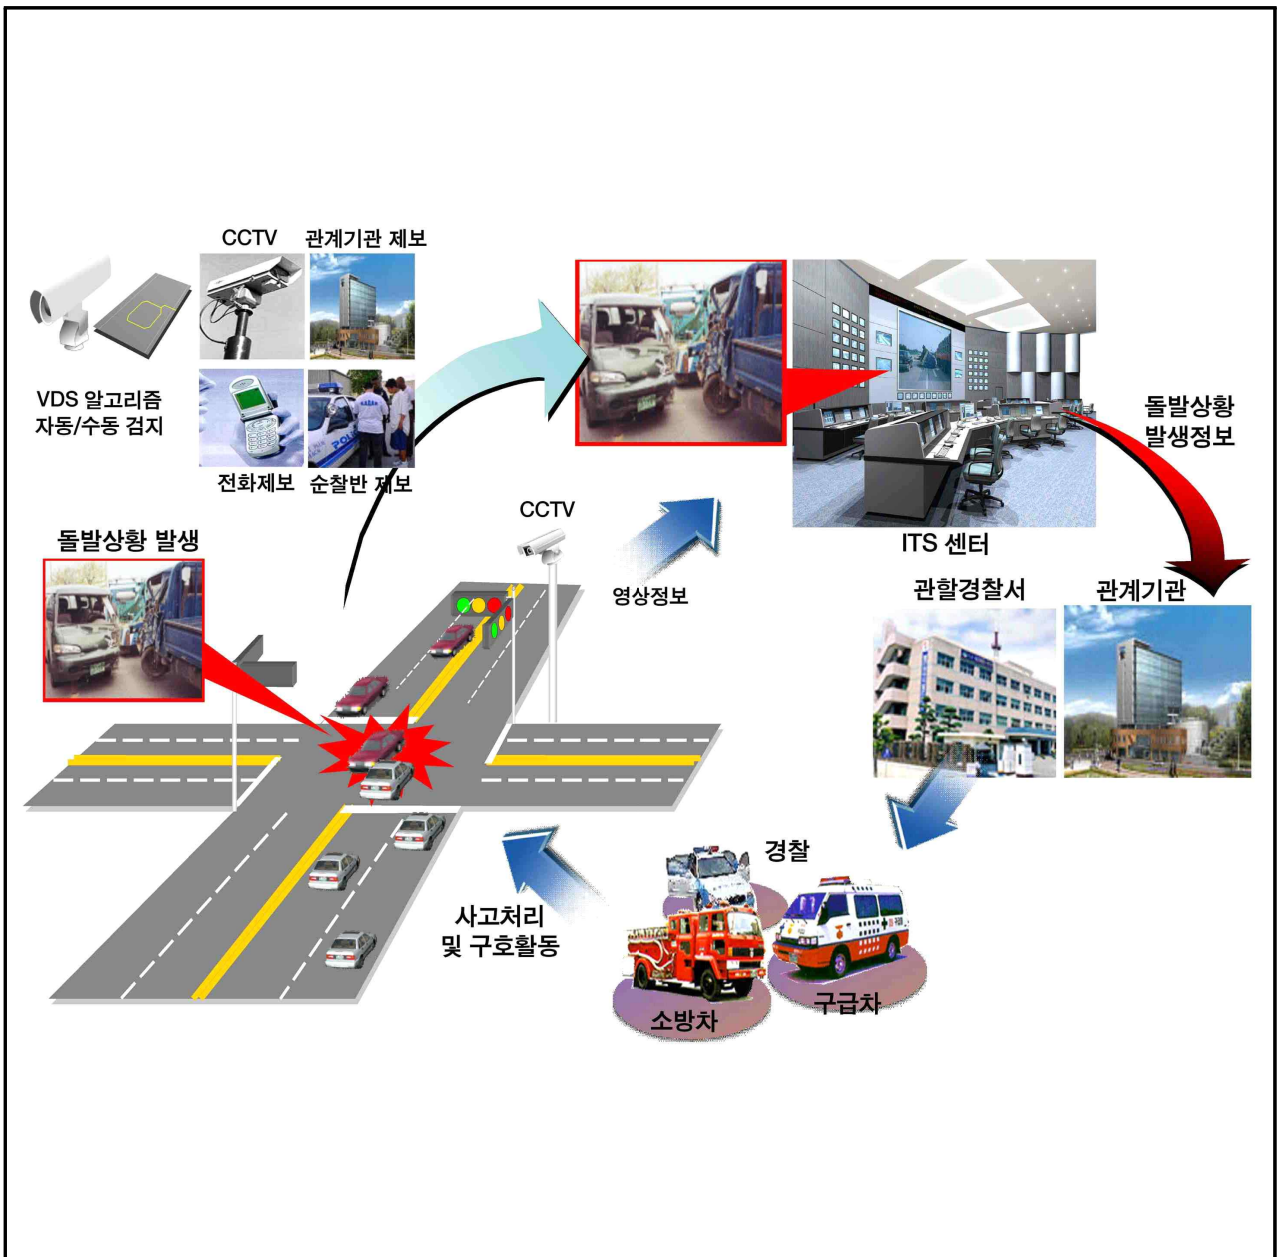 CCTV
관계기관 제보
VDS 알고리즘
자동/수동 검지
전화제보
순찰반 제보
돌발상황 발생
CCTV
영상정보
ITS 센터
돌발상황
발생정보
관할경찰서
관계기관
경찰
사고처리
및 구호활동
소방차
구급차